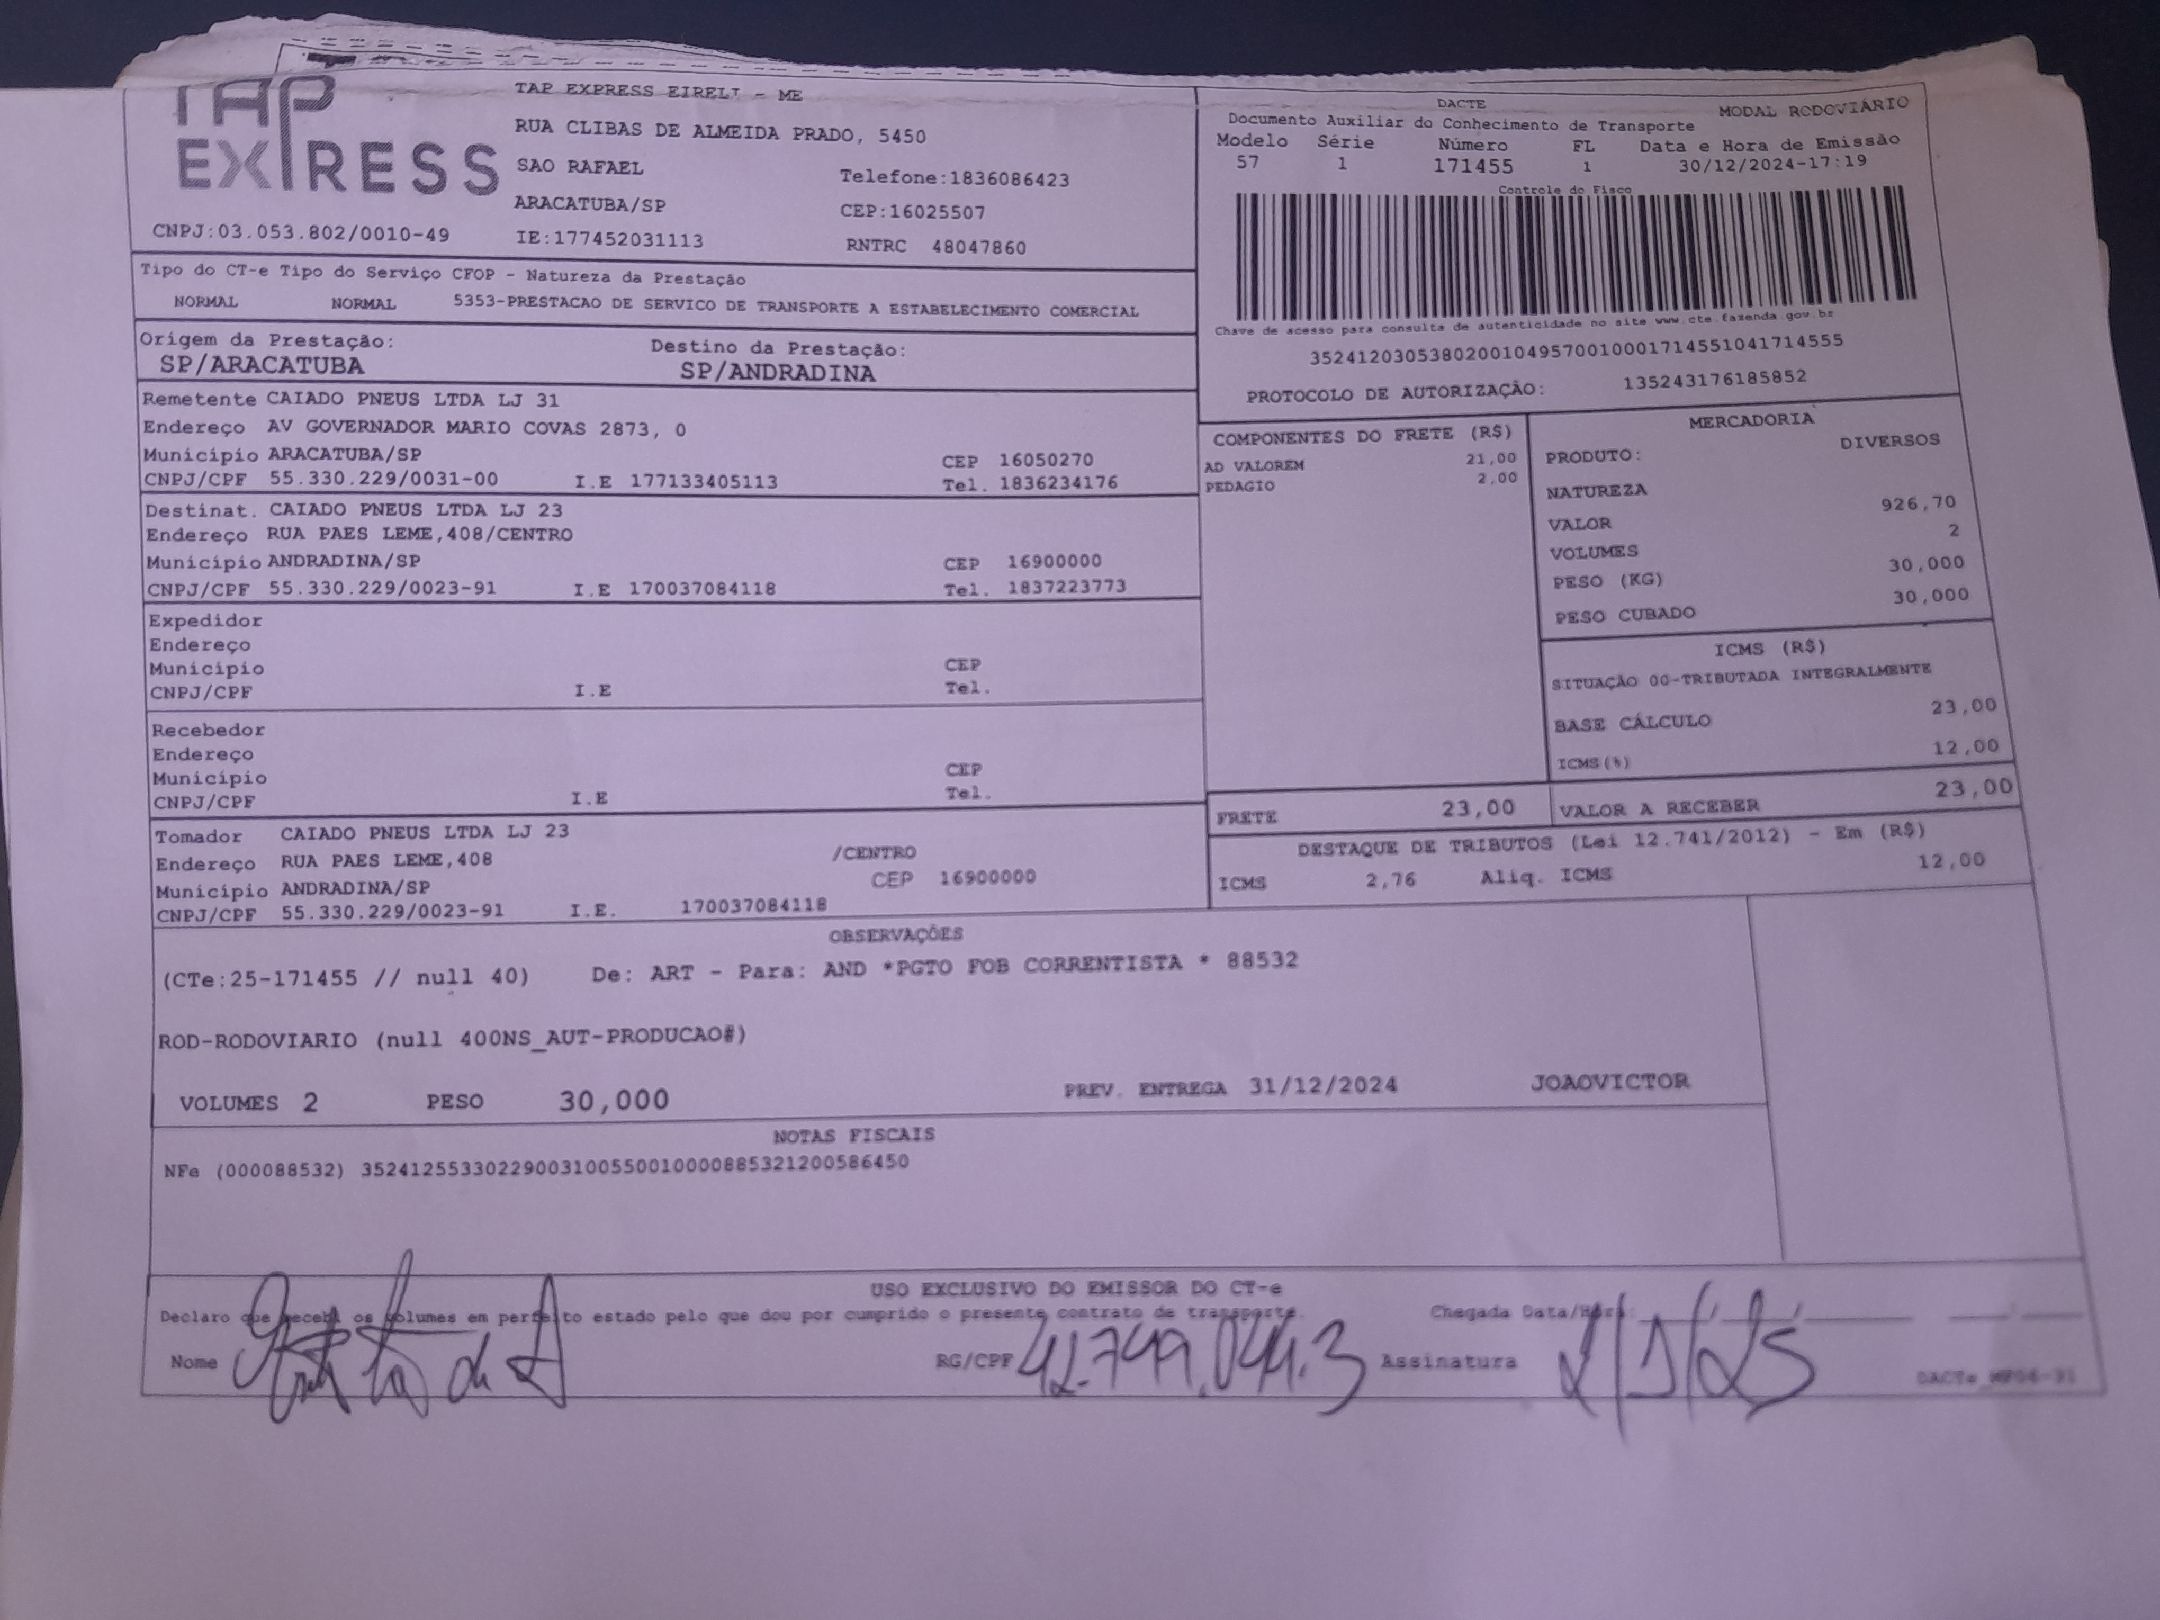 TAP EXPRESS
TAP EXPRESS EIRELI - ME
RUA CLIBAS DE ALMEIDA PRADO, 5450
SAO RAFAEL Telefone:1836086423
ARACATUBA/SP CEP:16025507
CNPJ:03.053.802/0010-49 IE:177452031113 RNTRC 48047860
DACTE MODAL RODOVIÁRIO
Documento Auxiliar do Conhecimento de Transporte
Modelo Série Número FL Data e Hora de Emissão
57 1 171455 1 30/12/2024-17:19
Controle do Fisco
Chave de acesso para consulta de autenticidade no site www.cte.fazenda.gov.br
35241203053802001049570010001714551041714555
PROTOCOLO DE AUTORIZAÇÃO: 135243176185852
Tipo do CT-e Tipo do Serviço CFOP - Natureza da Prestação
NORMAL NORMAL 5353-PRESTACAO DE SERVICO DE TRANSPORTE A ESTABELECIMENTO COMERCIAL
Origem da Prestação: Destino da Prestação:
SP/ARACATUBA SP/ANDRADINA
Remetente CAIADO PNEUS LTDA LJ 31
Endereço AV GOVERNADOR MARIO COVAS 2873, 0
Município ARACATUBA/SP CEP 16050270
CNPJ/CPF 55.330.229/0031-00 I.E 177133405113 Tel. 1836234176
Destinat. CAIADO PNEUS LTDA LJ 23
Endereço RUA PAES LEME,408/CENTRO
Município ANDRADINA/SP CEP 16900000
CNPJ/CPF 55.330.229/0023-91 I.E 170037084118 Tel. 1837223773
Expedidor
Endereço
Município CEP
CNPJ/CPF I.E Tel.
Recebedor
Endereço
Município CEP
CNPJ/CPF I.E Tel.
Tomador CAIADO PNEUS LTDA LJ 23
Endereço RUA PAES LEME,408 /CENTRO
Município ANDRADINA/SP CEP 16900000
CNPJ/CPF 55.330.229/0023-91 I.E. 170037084118
COMPONENTES DO FRETE (R$)
AD VALOREM 21,00
PEDAGIO 2,00
MERCADORIA
PRODUTO: DIVERSOS
NATUREZA
VALOR 926,70
VOLUMES 2
PESO (KG) 30,000
PESO CUBADO 30,000
ICMS (R$)
SITUAÇÃO 00-TRIBUTADA INTEGRALMENTE
BASE CÁLCULO 23,00
ICMS(%) 12,00
FRETE 23,00 VALOR A RECEBER 23,00
DESTAQUE DE TRIBUTOS (Lei 12.741/2012) - Em (R$)
ICMS 2,76 Aliq. ICMS 12,00
OBSERVAÇÕES
(CTe:25-171455 // null 40) De: ART - Para: AND *PGTO FOB CORRENTISTA * 88532
ROD-RODOVIARIO (null 400NS_AUT-PRODUCAO#)
VOLUMES 2 PESO 30,000 PREV. ENTREGA 31/12/2024 JOAOVICTOR
NOTAS FISCAIS
NFe (000088532) 35241255330229003100550010000885321200586450
USO EXCLUSIVO DO EMISSOR DO CT-e
Declaro que recebi os volumes em perfeito estado pelo que dou por cumprido o presente contrato de transporte. Chegada Data/Hora:
Nome RG/CPF 42.749.044.3 Assinatura 2/1/25